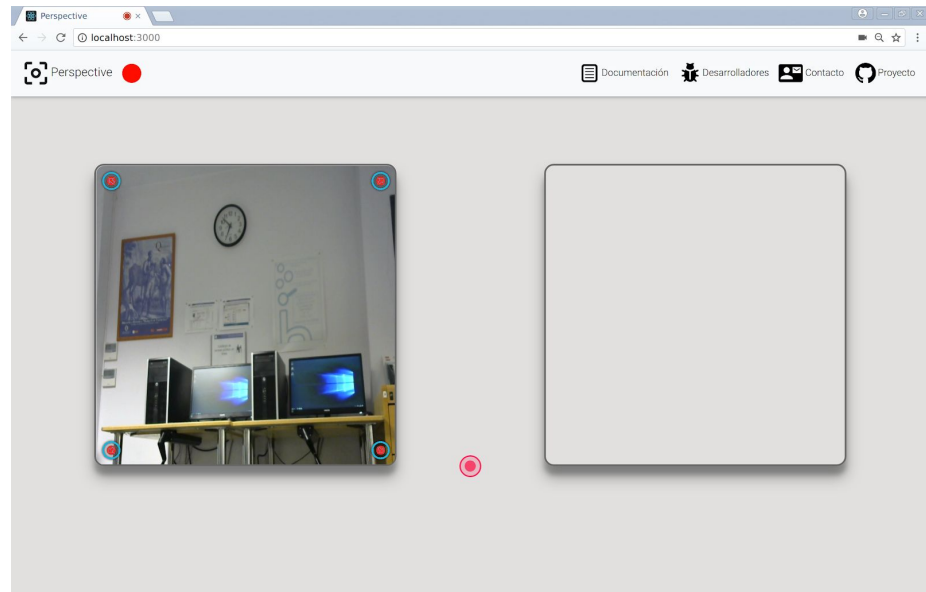 Perspective
localhost:3000
Perspective
Documentación
Desarrolladores
Contacto
Proyecto